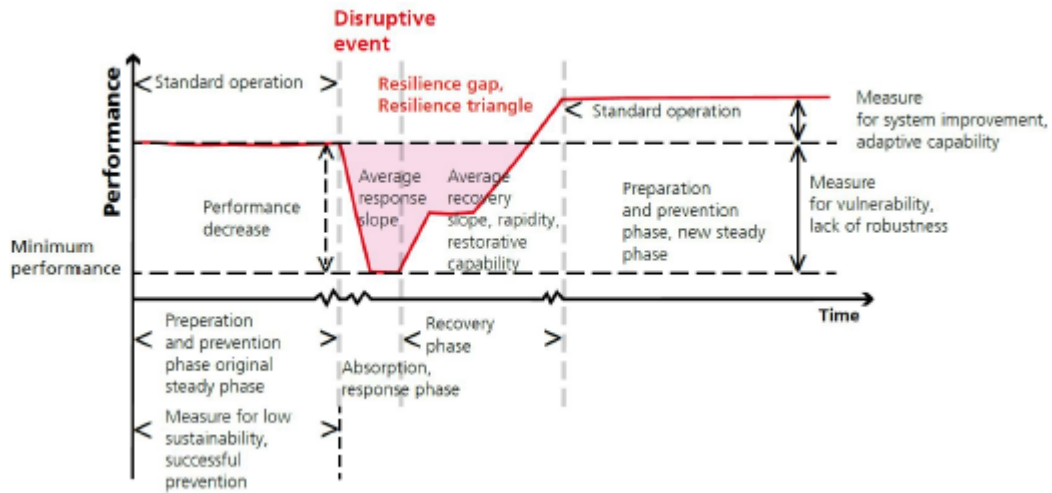 Disruptive
event
Performance
Standard operation
Resilience gap,
Resilience triangle
Standard operation
Measure
for system improvement,
adaptive capability
Performance
decrease
Average
response
slope
Average
recovery
slope, rapidity,
restorative
capability
Preparation
and prevention
phase, new steady
phase
Measure
for vulnerability,
lack of robustness
Minimum
performance
Time
Preperation
and prevention
phase original
steady phase
Recovery
phase
Absorption,
response phase
Measure for low
sustainability,
successful
prevention